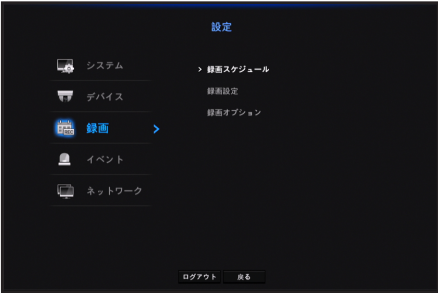 設定
システム
デバイス
録画
イベント
ネットワーク
> 録画スケジュール
録画設定
録画オプション
ログアウト 戻る